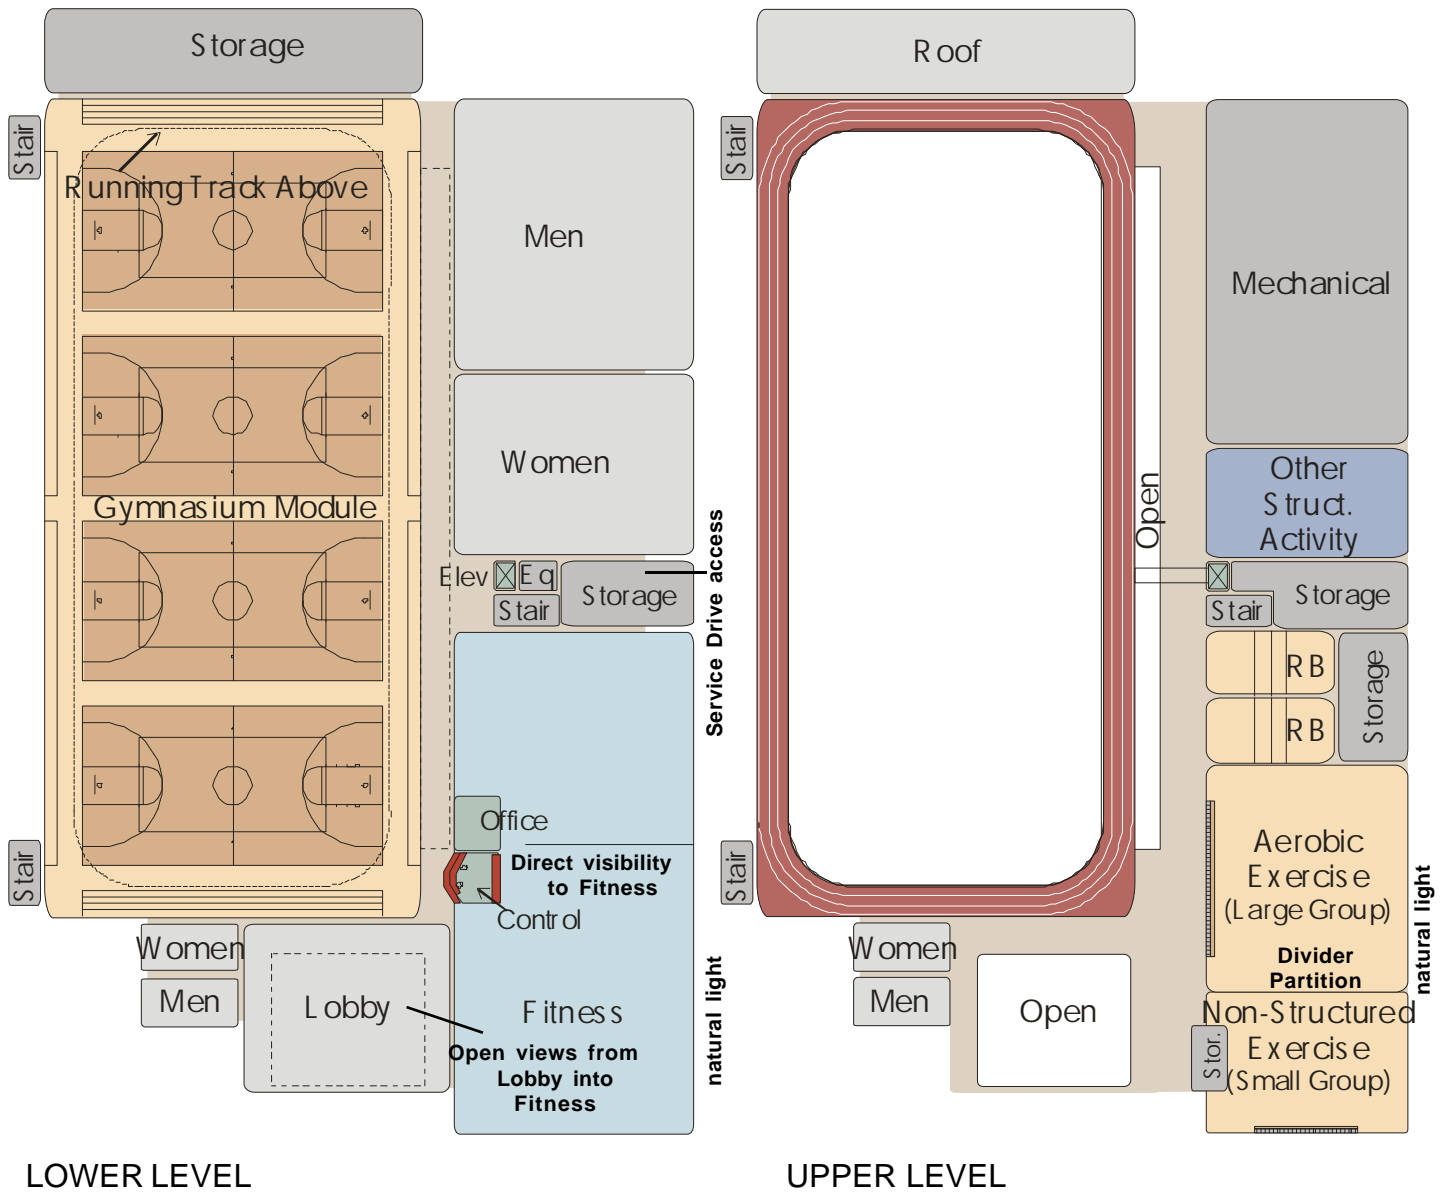 Storage
Stair
Running Track Above
Men
Women
Gymnasium Module
Elev
Eq
Stair
Storage
Service Drive access
Office
Direct visibility
to Fitness
Control
Stair
Women
Men
Lobby
Fitness
Open views from
Lobby into
Fitness
natural light
LOWER LEVEL
Roof
Stair
Mechanical
Open
Other
Struct.
Activity
Stair
Storage
RB
RB
Storage
Stair
Aerobic
Exercise
(Large Group)
Divider
Partition
natural light
Women
Men
Open
Non-Structured
Exercise
(Small Group)
Stor.
UPPER LEVEL